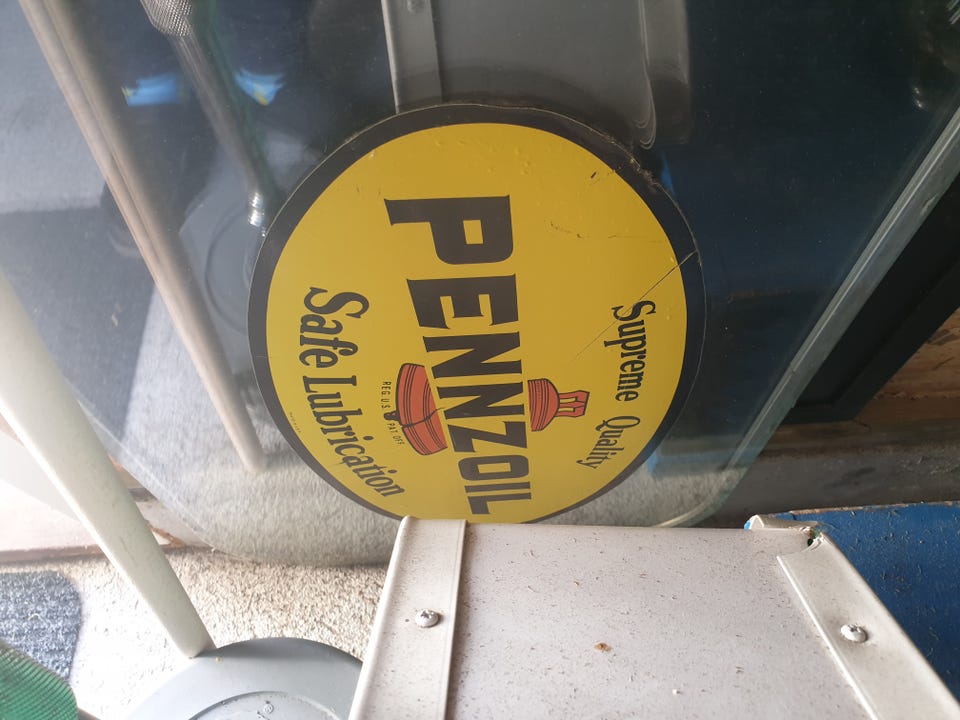 Supreme Quality
PENNZOIL
REG.U.S. PAT.OFF.
Safe Lubrication